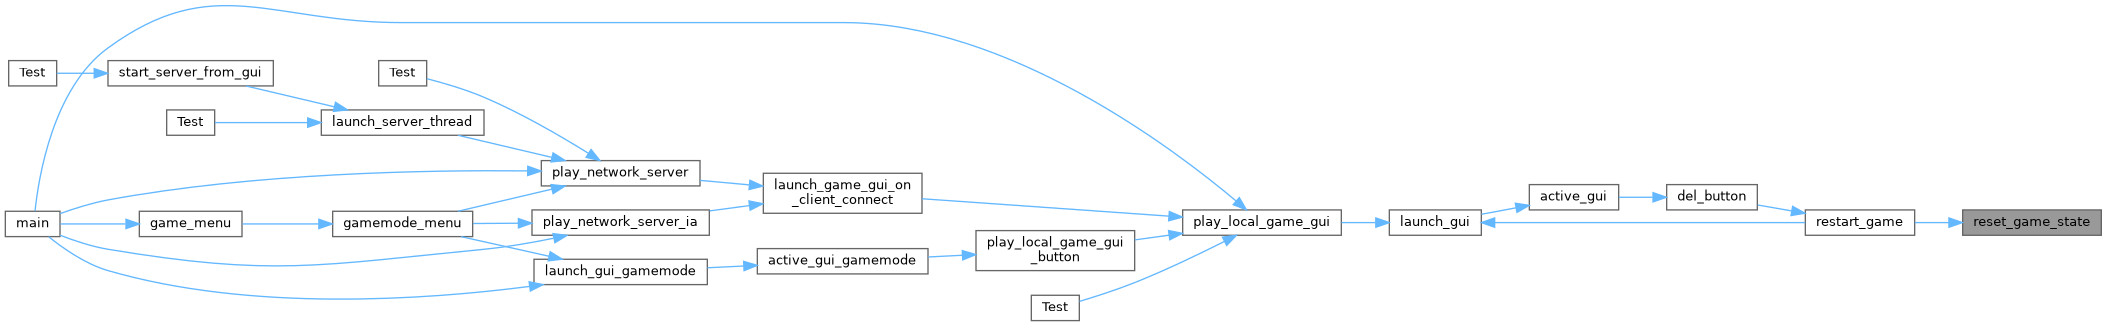 Test
start_server_from_gui
Test
Test
launch_server_thread
play_network_server
launch_game_gui_on
_client_connect
main
game_menu
gamemode_menu
play_network_server_ia
launch_gui_gamemode
active_gui_gamemode
play_local_game_gui
_button
Test
play_local_game_gui
launch_gui
active_gui
del_button
restart_game
reset_game_state